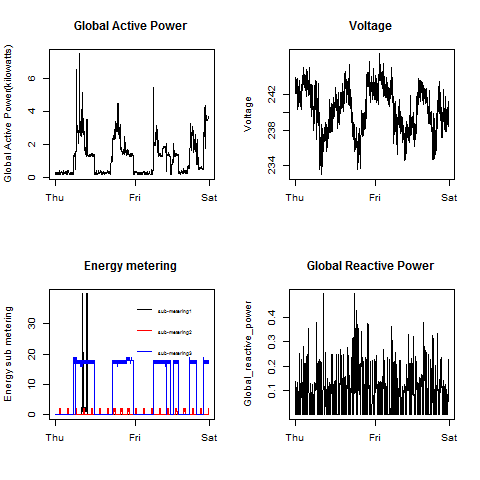 Global Active Power
Global Active Power(kilowatts)
0 2 4 6
Thu Fri Sat
Voltage
Voltage
234 238 242
Thu Fri Sat
Energy metering
Energy sub metering
0 10 20 30
sub-metering1
sub-metering2
sub-metering3
Thu Fri Sat
Global Reactive Power
Global_reactive_power
0.1 0.2 0.3 0.4
Thu Fri Sat